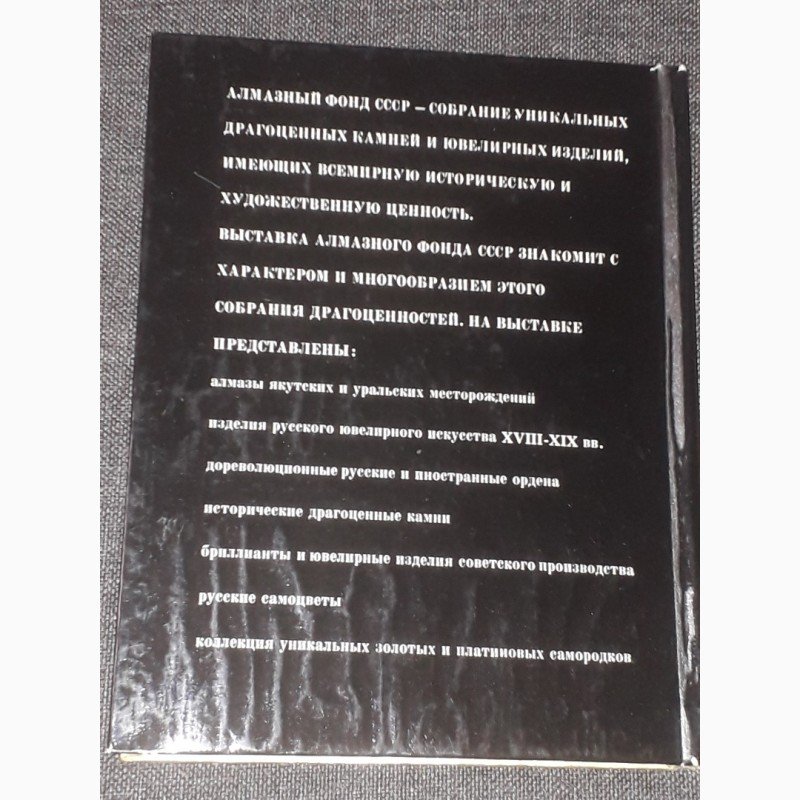 АЛМАЗНЫЙ ФОНД СССР – СОБРАНИЕ УНИКАЛЬНЫХ
ДРАГОЦЕННЫХ КАМНЕЙ И ЮВЕЛИРНЫХ ИЗДЕЛИЙ,
ИМЕЮЩИХ ВСЕМИРНУЮ ИСТОРИЧЕСКУЮ И
ХУДОЖЕСТВЕННУЮ ЦЕННОСТЬ.
ВЫСТАВКА АЛМАЗНОГО ФОНДА СССР ЗНАКОМИТ С
ХАРАКТЕРОМ И МНОГООБРАЗИЕМ ЭТОГО
СОБРАНИЯ ДРАГОЦЕННОСТЕЙ. НА ВЫСТАВКЕ
ПРЕДСТАВЛЕНЫ:
алмазы якутских и уральских месторождений
изделия русского ювелирного искусства XVIII-XIX вв.
дореволюционные русские и иностранные ордена
исторические драгоценные камни
бриллианты и ювелирные изделия советского производства
русские самоцветы
коллекция уникальных золотых и платиновых самородков